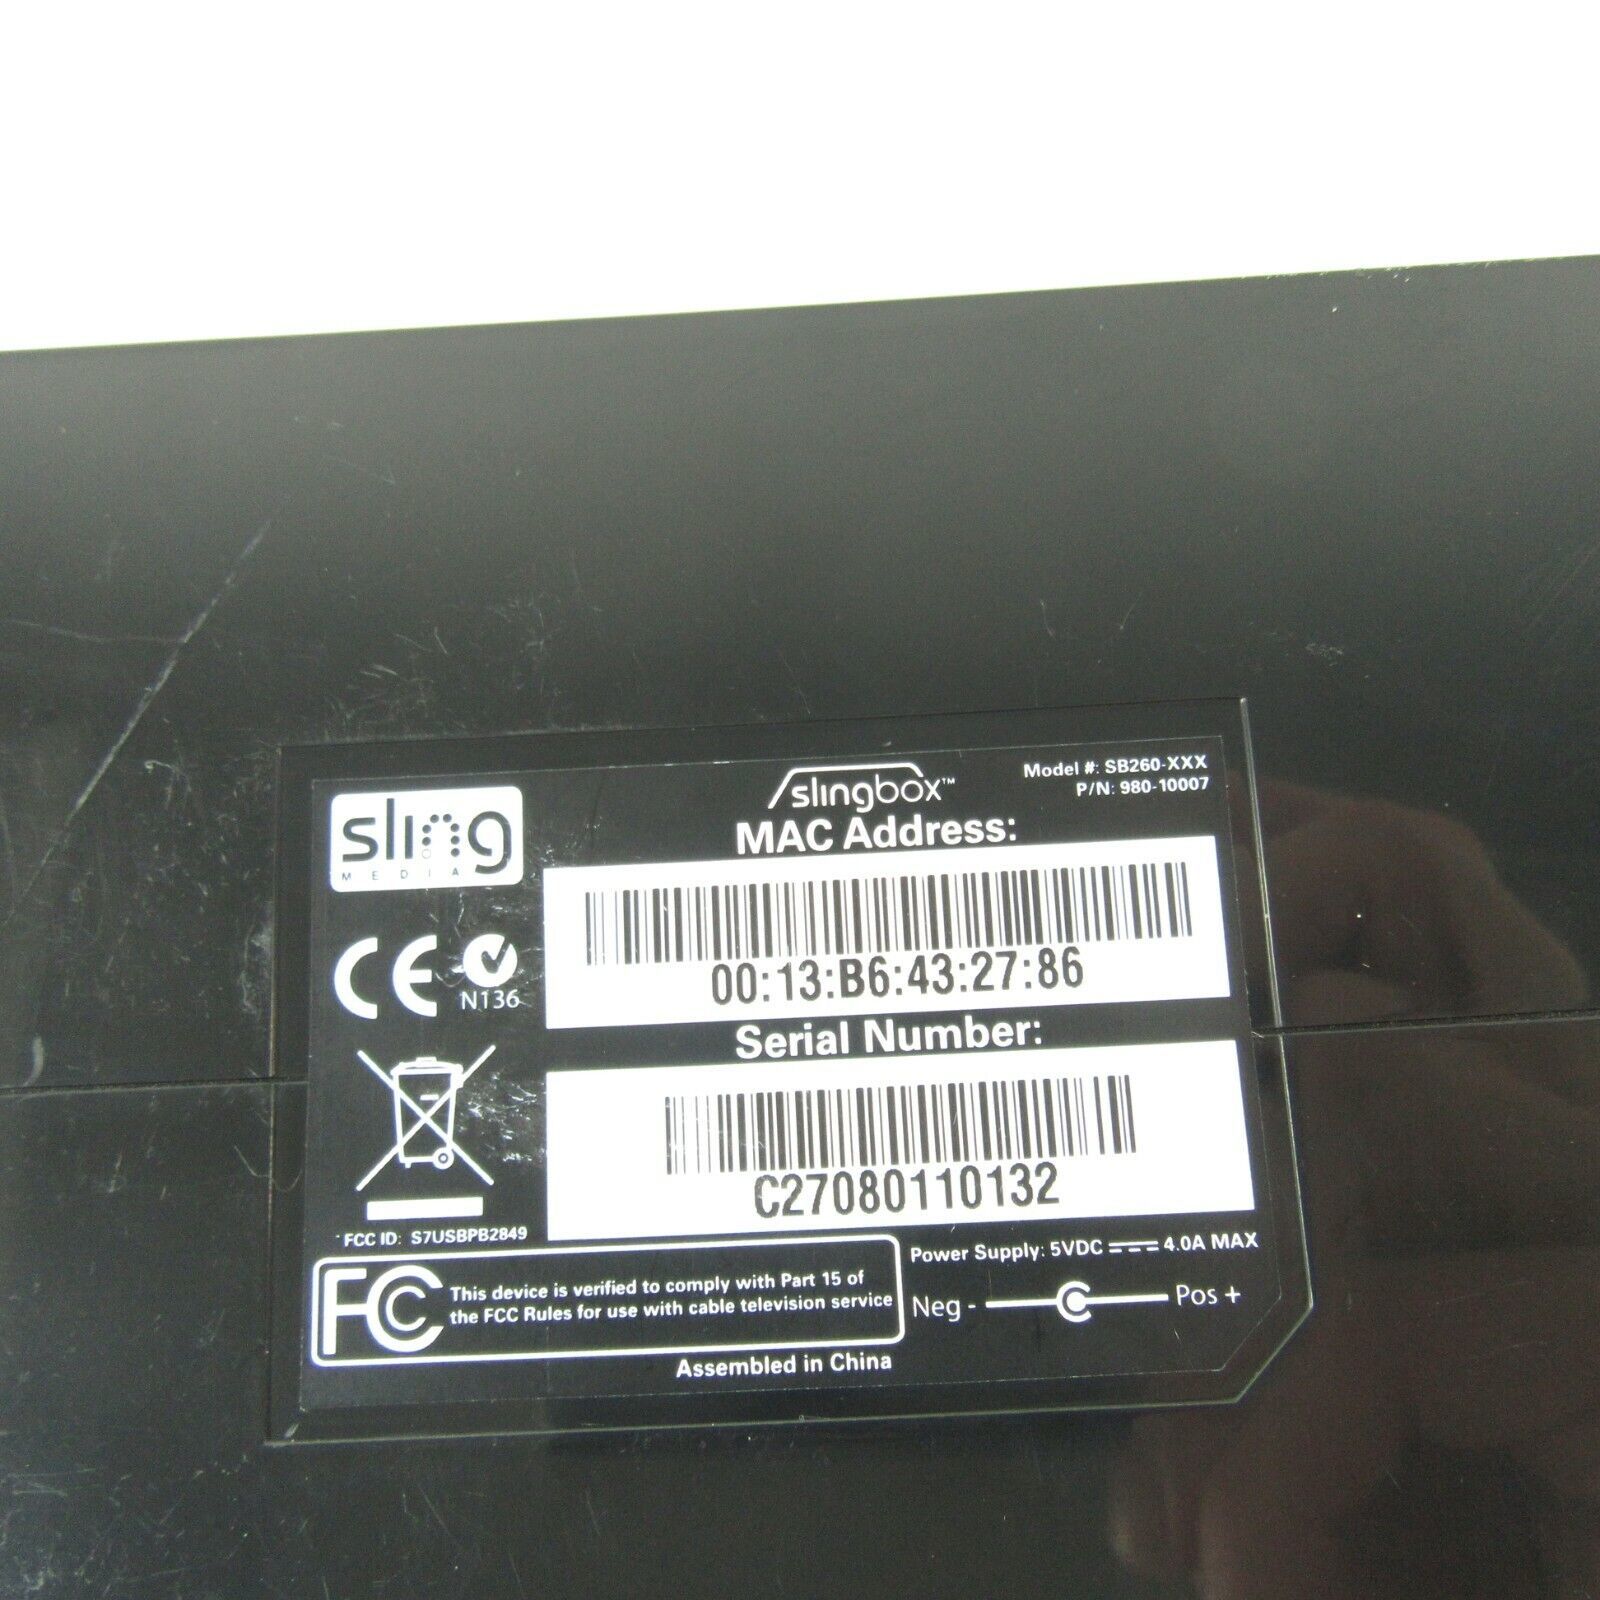 sling
MEDIA
slingbox™
Model #: SB260-XXX
P/N: 980-10007
MAC Address:
00:13:B6:43:27:86
N136
Serial Number:
C27080110132
FCC ID: S7USBPB2849
FC This device is verified to comply with Part 15 of
the FCC Rules for use with cable television service
Power Supply: 5VDC ⎓ 4.0A MAX
Neg - Pos +
Assembled in China